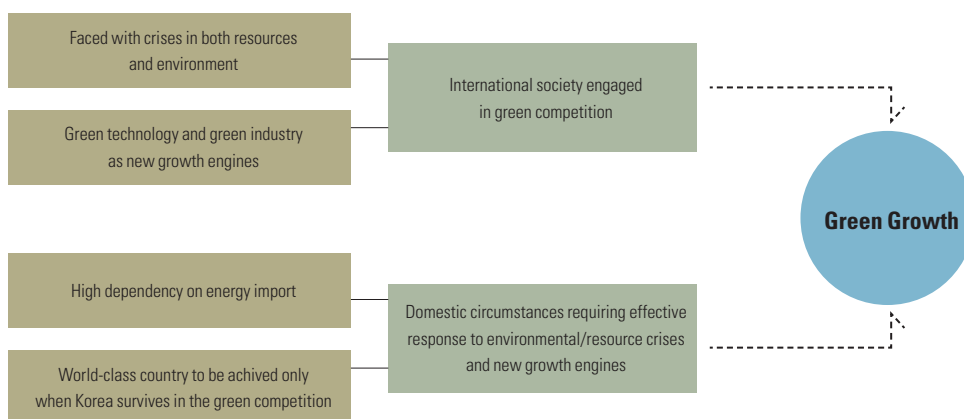 Faced with crises in both resources
and environment
Green technology and green industry
as new growth engines
International society engaged
in green competition
Green Growth
High dependency on energy import
World-class country to be achived only
when Korea survives in the green competition
Domestic circumstances requiring effective
response to environmental/resource crises
and new growth engines